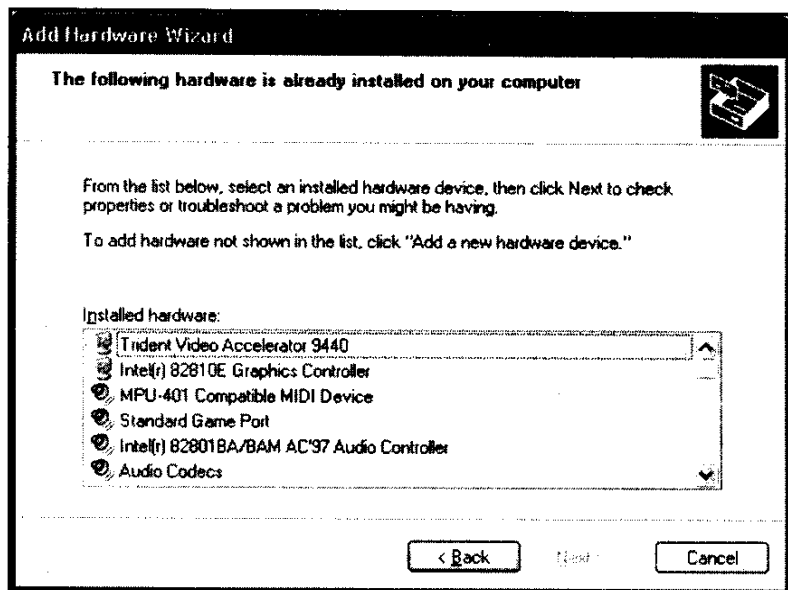 Add Hardware Wizard
The following hardware is already installed on your computer
From the list below, select an installed hardware device, then click Next to check
properties or troubleshoot a problem you might be having.
To add hardware not shown in the list, click "Add a new hardware device."
Installed hardware:
Trident Video Accelerator 9440
Intel(r) 82810E Graphics Controller
MPU-401 Compatible MIDI Device
Standard Game Port
Intel(r) 82801BA/BAM AC'97 Audio Controller
Audio Codecs
< Back Next > Cancel